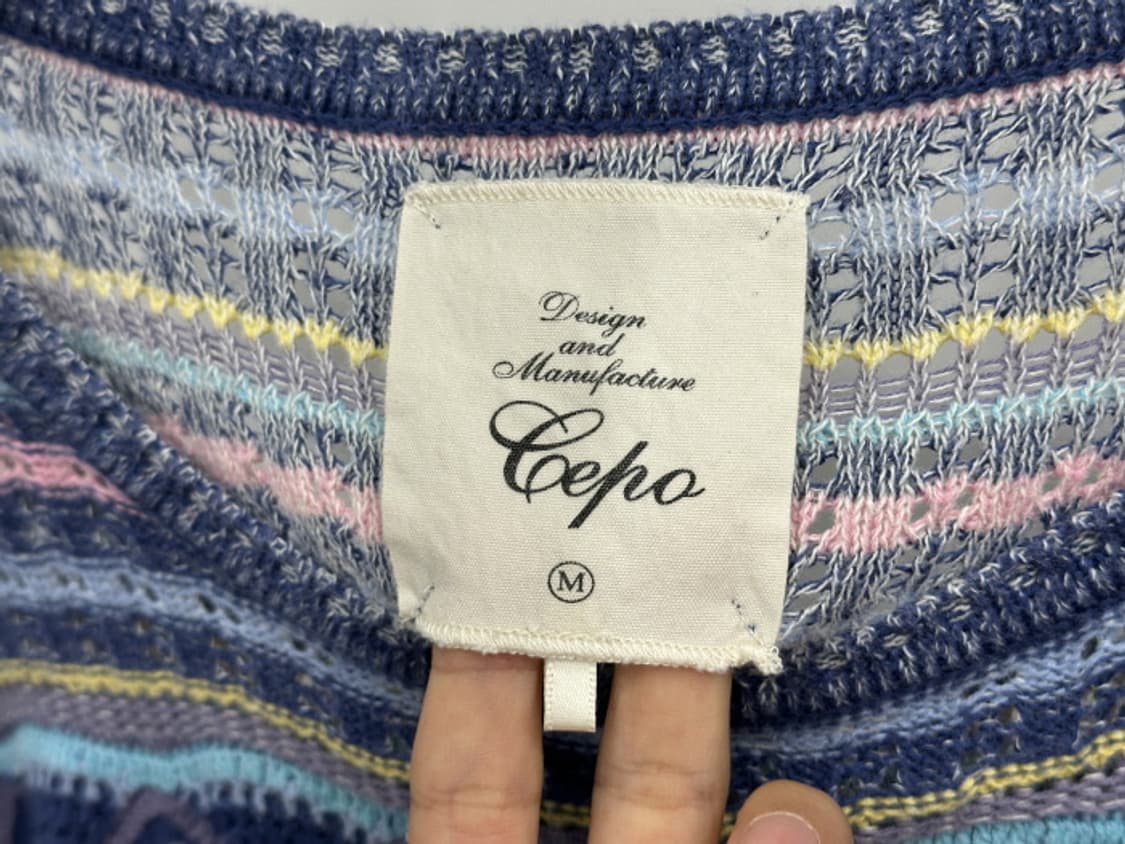 Design
and
Manufacture
Cepo
M